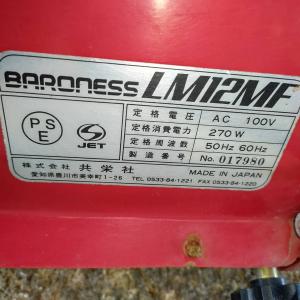 BARONESS LM12MF
PS
E
JET
定格電圧 AC 100V
定格消費電力 270W
定格周波数 50Hz 60Hz
製造番号 No. 017980
株式会社 共栄社 MADE IN JAPAN
愛知県豊川市美幸町1-26 TEL 0533-84-1221 FAX 0533-84-1220